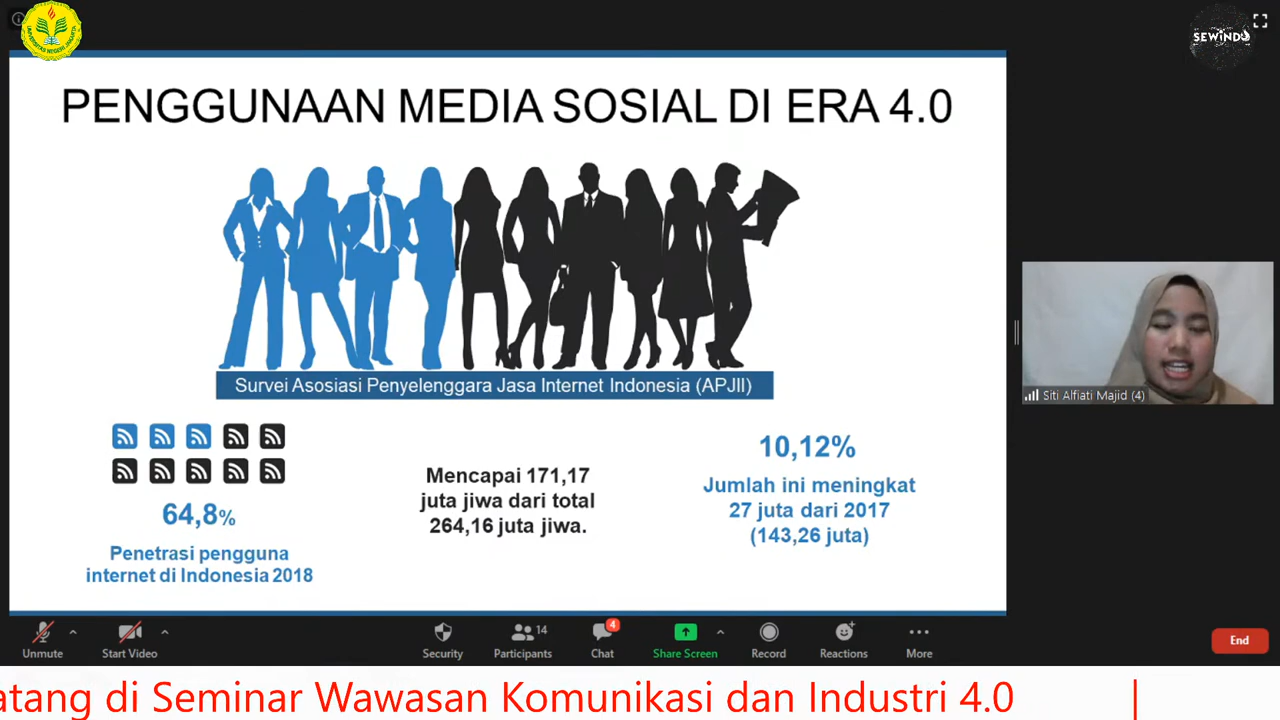 UNIVERSITAS NEGERI JAKARTA
SEWINDU
PENGGUNAAN MEDIA SOSIAL DI ERA 4.0
Survei Asosiasi Penyelenggara Jasa Internet Indonesia (APJII)
64,8%
Penetrasi pengguna
internet di Indonesia 2018
Mencapai 171,17
juta jiwa dari total
264,16 juta jiwa.
10,12%
Jumlah ini meningkat
27 juta dari 2017
(143,26 juta)
Siti Alfiati Majid (4)
Unmute
Start Video
Security
14
Participants
4
Chat
Share Screen
Record
Reactions
More
End
atang di Seminar Wawasan Komunikasi dan Industri 4.0 |